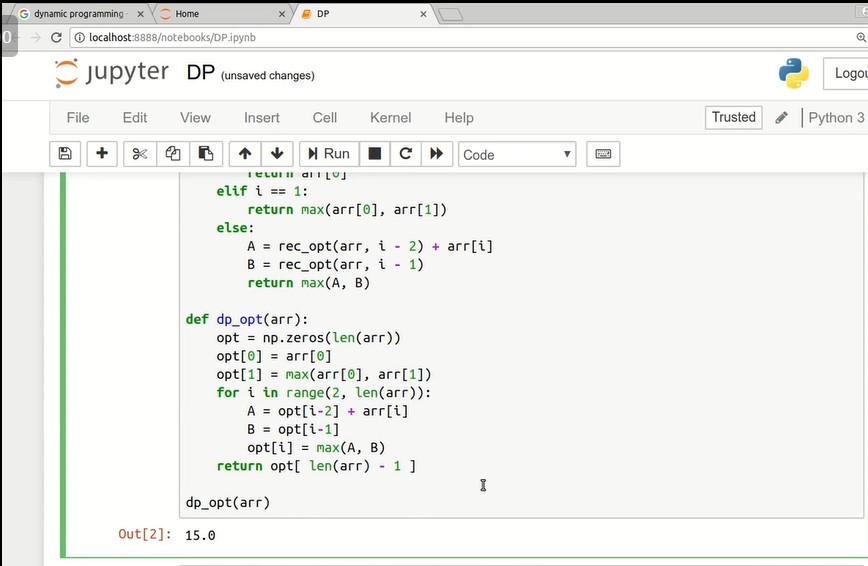 dynamic programming
Home
DP
localhost:8888/notebooks/DP.ipynb
jupyter DP (unsaved changes)
File Edit View Insert Cell Kernel Help Trusted Python 3
Run Code
return arr[0]
elif i == 1:
return max(arr[0], arr[1])
else:
A = rec_opt(arr, i - 2) + arr[i]
B = rec_opt(arr, i - 1)
return max(A, B)
def dp_opt(arr):
opt = np.zeros(len(arr))
opt[0] = arr[0]
opt[1] = max(arr[0], arr[1])
for i in range(2, len(arr)):
A = opt[i-2] + arr[i]
B = opt[i-1]
opt[i] = max(A, B)
return opt[ len(arr) - 1 ]
dp_opt(arr)
Out[2]: 15.0